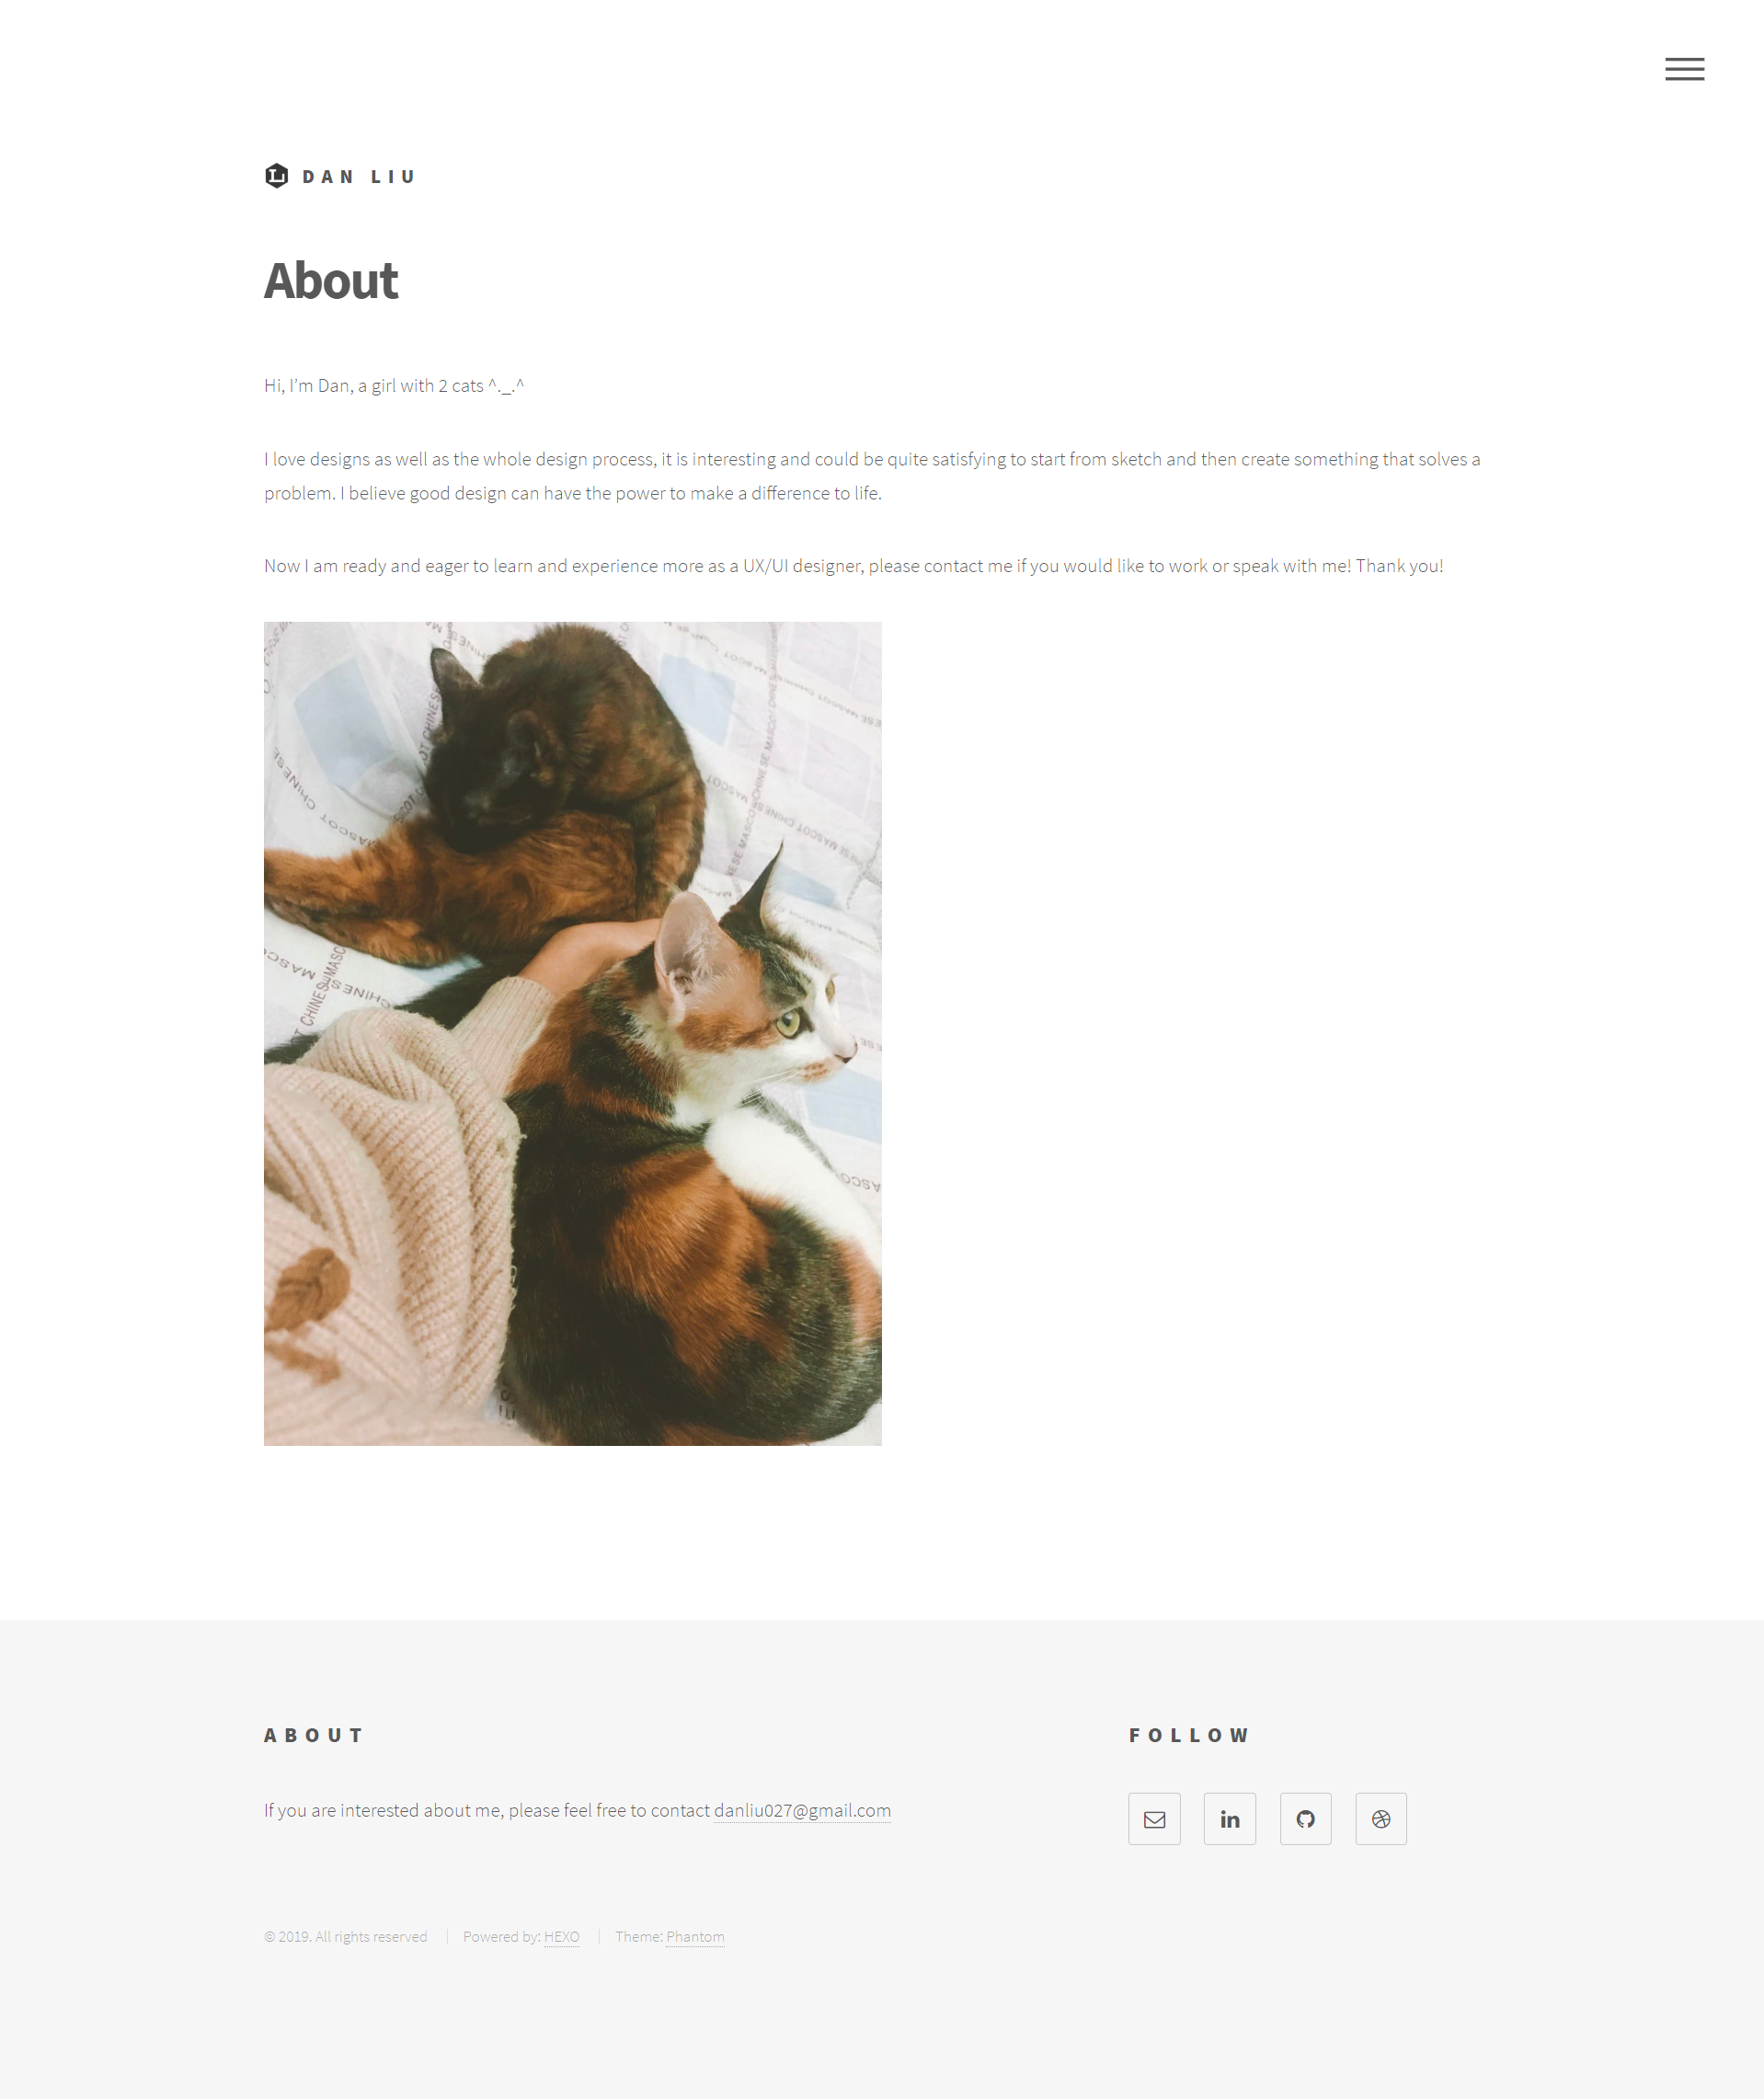 DAN LIU
About
Hi, I’m Dan, a girl with 2 cats ^._.^
I love designs as well as the whole design process, it is interesting and could be quite satisfying to start from sketch and then create something that solves a
problem. I believe good design can have the power to make a difference to life.
Now I am ready and eager to learn and experience more as a UX/UI designer, please contact me if you would like to work or speak with me! Thank you!
CHINESE MASCOT CHINESE
ABOUT
FOLLOW
If you are interested about me, please feel free to contact danliu027@gmail.com
© 2019. All rights reserved
Powered by: HEXO
Theme: Phantom